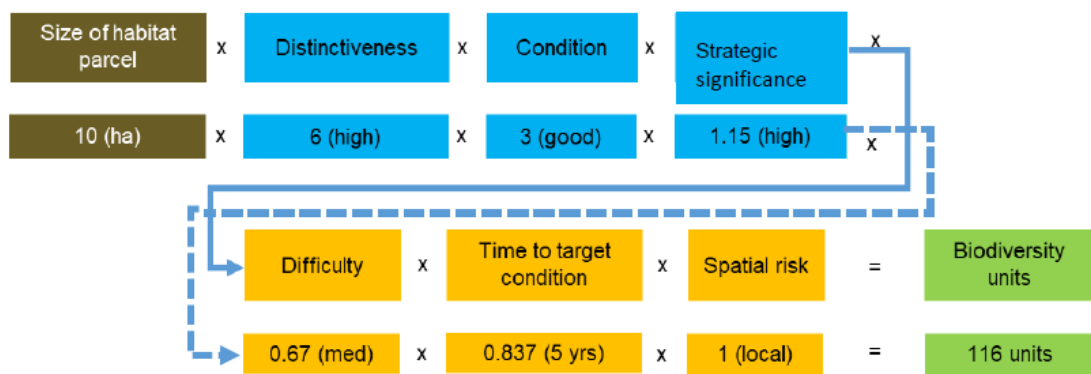 Size of habitat parcel x Distinctiveness x Condition x Strategic significance x
10 (ha) x 6 (high) x 3 (good) x 1.15 (high) x
Difficulty x Time to target condition x Spatial risk = Biodiversity units
0.67 (med) x 0.837 (5 yrs) x 1 (local) = 116 units